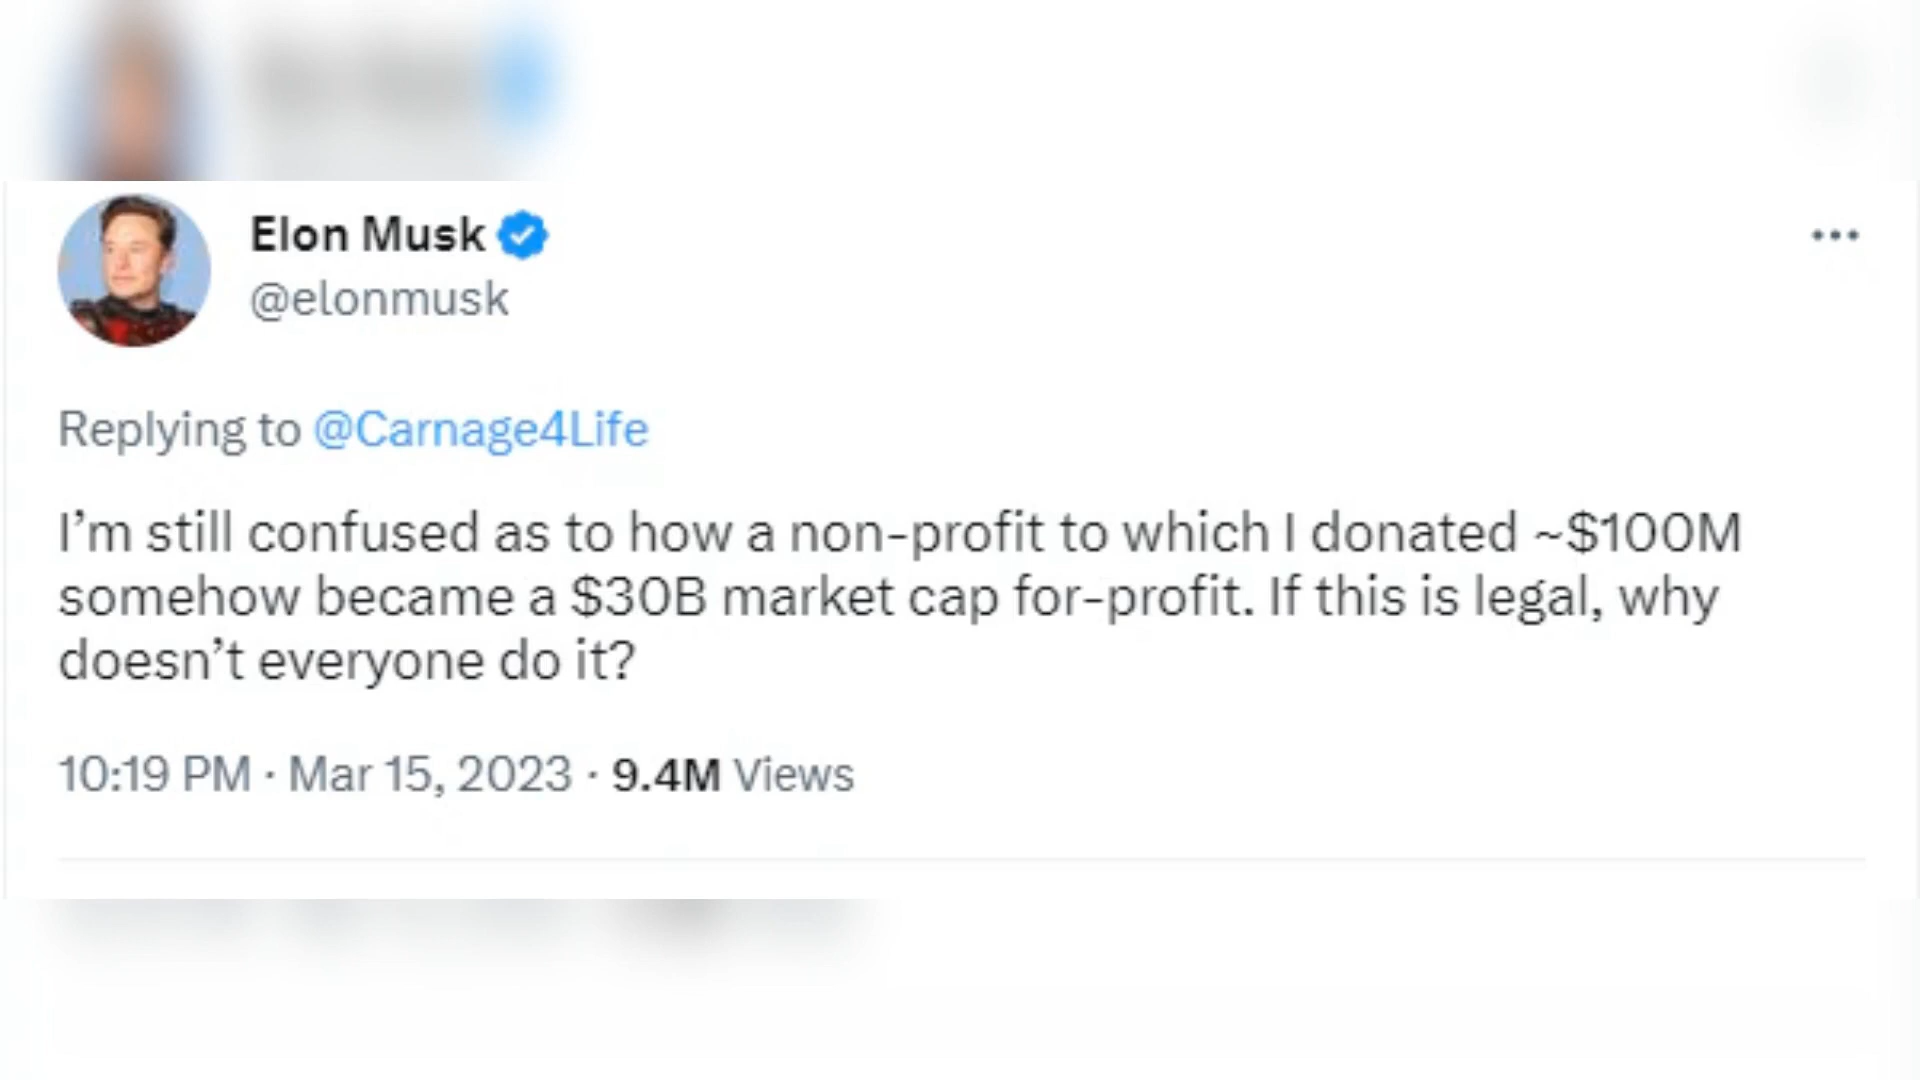 Elon Musk
@elonmusk
Replying to @Carnage4Life
I’m still confused as to how a non-profit to which I donated ~$100M
somehow became a $30B market cap for-profit. If this is legal, why
doesn’t everyone do it?
10:19 PM · Mar 15, 2023 · 9.4M Views